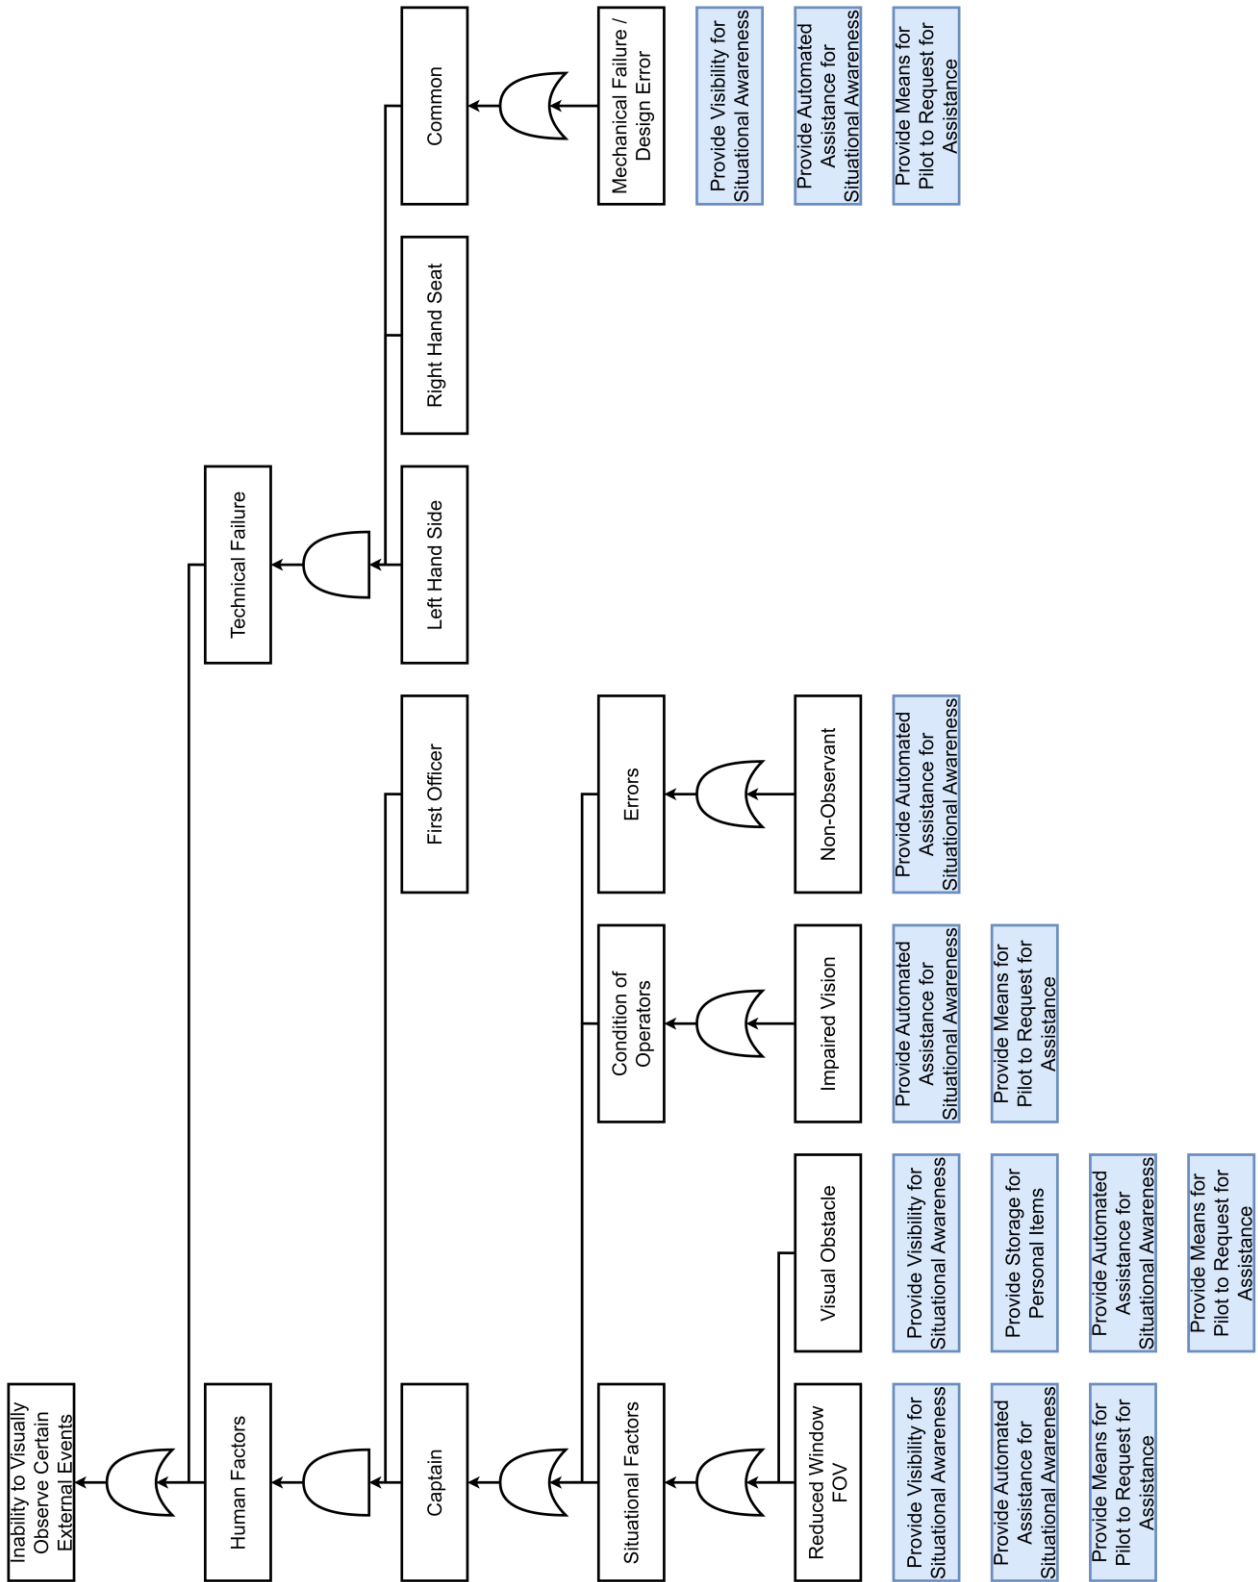 Inability to Visually
Observe Certain
External Events
Human Factors
Technical Failure
Captain
First Officer
Left Hand Side
Right Hand Seat
Common
Situational Factors
Condition of
Operators
Errors
Mechanical Failure /
Design Error
Reduced Window
FOV
Visual Obstacle
Impaired Vision
Non-Observant
Provide Visibility for
Situational Awareness
Provide Automated
Assistance for
Situational Awareness
Provide Means for
Pilot to Request for
Assistance
Provide Visibility for
Situational Awareness
Provide Storage for
Personal Items
Provide Automated
Assistance for
Situational Awareness
Provide Means for
Pilot to Request for
Assistance
Provide Automated
Assistance for
Situational Awareness
Provide Means for
Pilot to Request for
Assistance
Provide Automated
Assistance for
Situational Awareness
Provide Visibility for
Situational Awareness
Provide Automated
Assistance for
Situational Awareness
Provide Means for
Pilot to Request for
Assistance